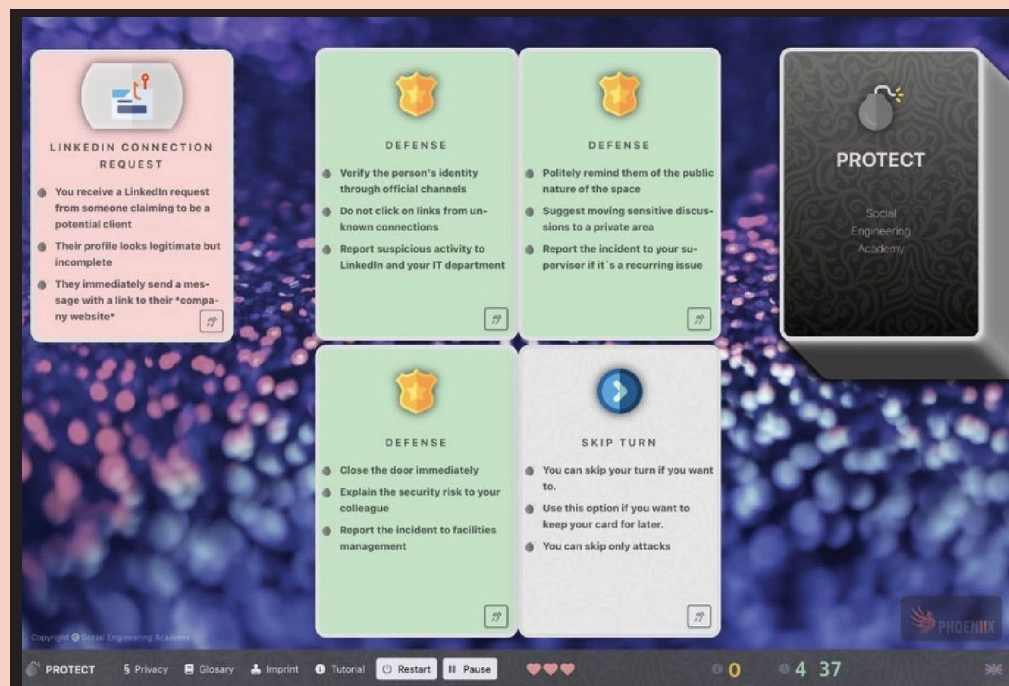 LINKEDIN CONNECTION
REQUEST
You receive a LinkedIn request
from someone claiming to be a
potential client
Their profile looks legitimate but
incomplete
They immediately send a mes-
sage with a link to their *compa-
ny website*
DEFENSE
Verify the person's identity
through official channels
Do not click on links from un-
known connections
Report suspicious activity to
LinkedIn and your IT department
DEFENSE
Politely remind them of the public
nature of the space
Suggest moving sensitive discus-
sions to a private area
Report the incident to your su-
pervisor if it`s a recurring issue
PROTECT
Social
Engineering
Academy
DEFENSE
Close the door immediately
Explain the security risk to your
colleague
Report the incident to facilities
management
SKIP TURN
You can skip your turn if you want
to.
Use this option if you want to
keep your card for later.
You can skip only attacks
PHOENIIX
Copyright @ Social Engineering Academy
PROTECT § Privacy Glosary Imprint Tutorial Restart Pause 0 4 37